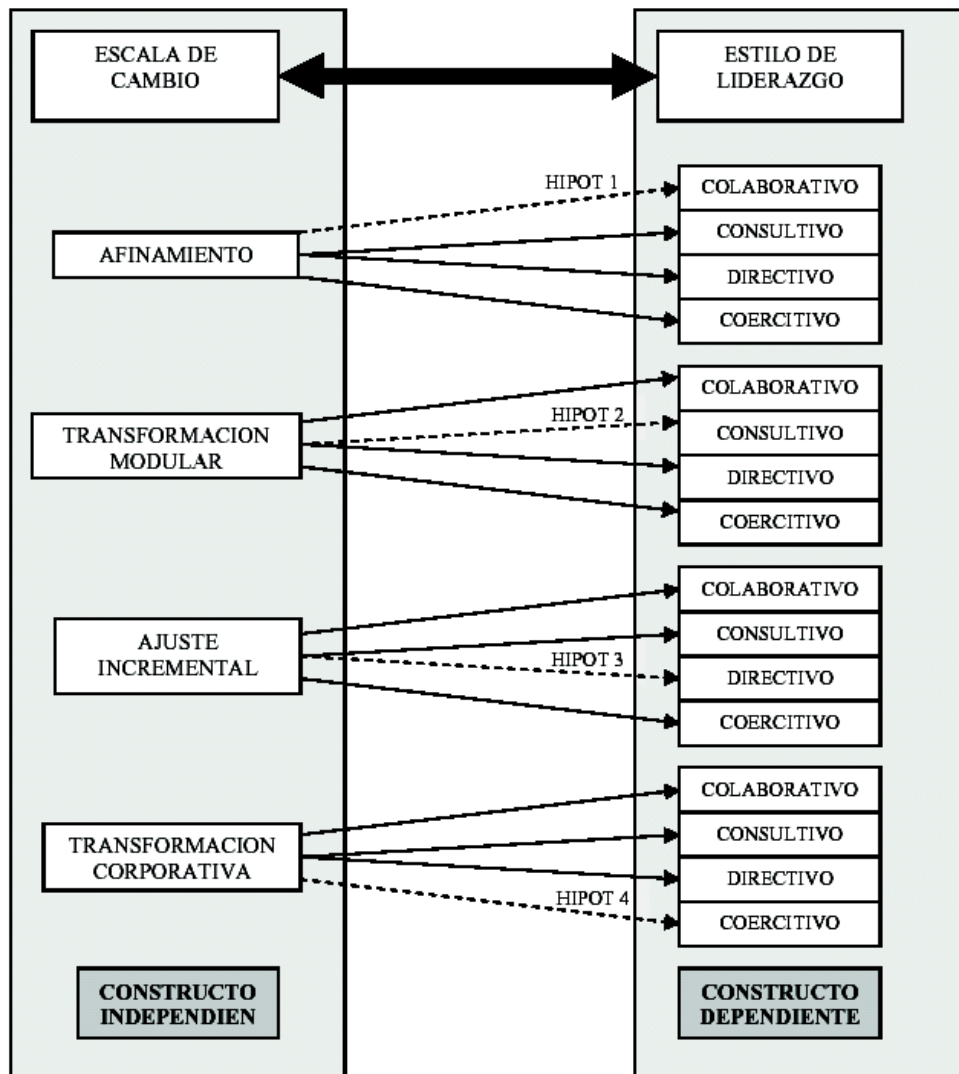 ESCALA DE
CAMBIO
ESTILO DE
LIDERAZGO
HIPOT 1
AFINAMIENTO
COLABORATIVO
CONSULTIVO
DIRECTIVO
COERCITIVO
HIPOT 2
TRANSFORMACION
MODULAR
COLABORATIVO
CONSULTIVO
DIRECTIVO
COERCITIVO
HIPOT 3
AJUSTE
INCREMENTAL
COLABORATIVO
CONSULTIVO
DIRECTIVO
COERCITIVO
HIPOT 4
TRANSFORMACION
CORPORATIVA
COLABORATIVO
CONSULTIVO
DIRECTIVO
COERCITIVO
CONSTRUCTO
INDEPENDIEN
CONSTRUCTO
DEPENDIENTE